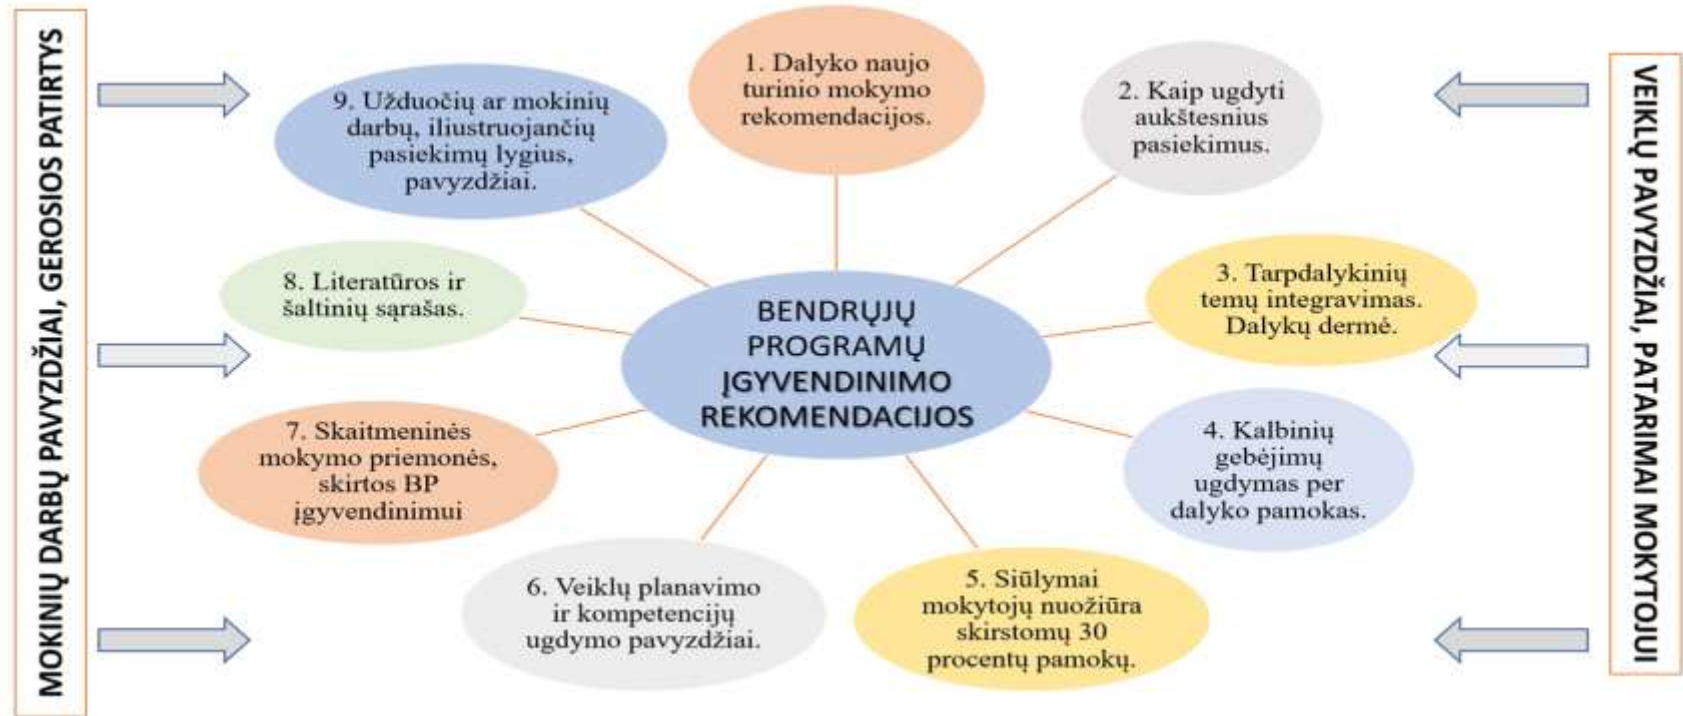 MOKINIŲ DARBŲ PAVYZDŽIAI, GEROSIOS PATIRTYS
1. Dalyko naujo
turinio mokymo
rekomendacijos.
2. Kaip ugdyti
aukštesnius
pasiekimus.
3. Tarpdalykinių
temų integravimas.
Dalykų dermė.
4. Kalbinių
gebėjimų
ugdymas per
dalyko pamokas.
5. Siūlymai
mokytojų nuožiūra
skirstomų 30
procentų pamokų.
6. Veiklų planavimo
ir kompetencijų
ugdymo pavyzdžiai.
7. Skaitmeninės
mokymo priemonės,
skirtos BP
įgyvendinimui
8. Literatūros ir
šaltinių sąrašas.
9. Užduočių ar mokinių
darbų, iliustruojančių
pasiekimų lygius,
pavyzdžiai.
BENDRŲJŲ
PROGRAMŲ
ĮGYVENDINIMO
REKOMENDACIJOS
VEIKLŲ PAVYZDŽIAI, PATARIMAI MOKYTOJUI